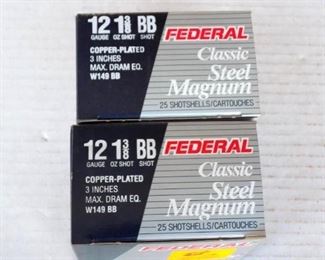 12 1 3/8 BB FEDERAL
GAUGE OZ SHOT SHOT
Classic
COPPER-PLATED
3 INCHES
MAX. DRAM EQ.
W149 BB
Steel
Magnum
25 SHOTSHELLS/CARTOUCHES
12 1 3/8 BB FEDERAL
GAUGE OZ SHOT SHOT
Classic
COPPER-PLATED
3 INCHES
MAX. DRAM EQ.
W149 BB
Steel
Magnum
25 SHOTSHELLS/CARTOUCHES